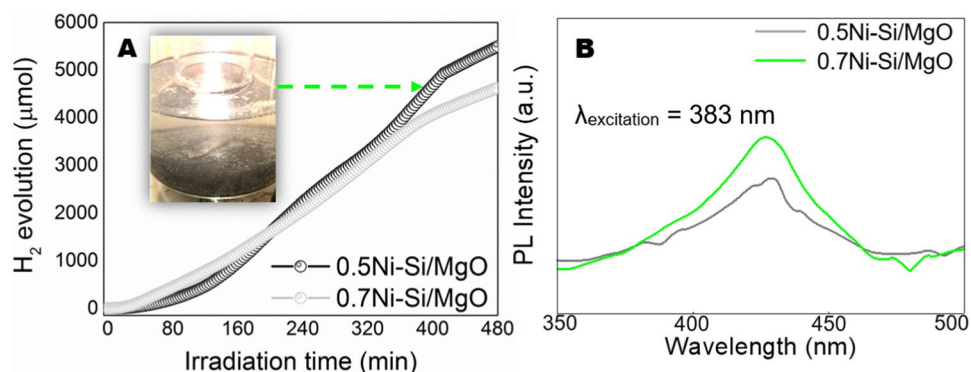 A
H₂ evolution (μmol)
6000
5000
4000
3000
2000
1000
0
0 80 160 240 320 400 480
Irradiation time (min)
0.5Ni-Si/MgO
0.7Ni-Si/MgO
B
0.5Ni-Si/MgO
0.7Ni-Si/MgO
λexcitation = 383 nm
PL Intensity (a.u.)
350 400 450 500
Wavelength (nm)